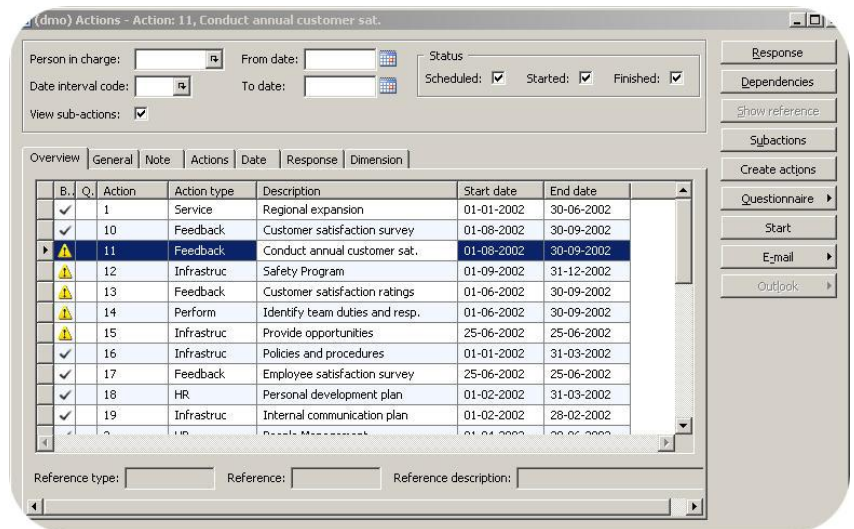 (dmo) Actions - Action: 11, Conduct annual customer sat.
Person in charge: From date: Status
Scheduled: Started: Finished:
Date interval code: To date:
View sub-actions:
Response
Dependencies
Show reference
Subactions
Create actions
Questionnaire
Start
E-mail
Outlook
Overview General Note Actions Date Response Dimension
B.. Q. Action Action type Description Start date End date
1 Service Regional expansion 01-01-2002 30-06-2002
10 Feedback Customer satisfaction survey 01-08-2002 30-09-2002
11 Feedback Conduct annual customer sat. 01-08-2002 30-09-2002
12 Infrastruc Safety Program 01-09-2002 31-12-2002
13 Feedback Customer satisfaction ratings 01-06-2002 30-09-2002
14 Perform Identify team duties and resp. 01-06-2002 30-09-2002
15 Infrastruc Provide opportunities 25-06-2002 25-06-2002
16 Infrastruc Policies and procedures 01-01-2002 31-03-2002
17 Feedback Employee satisfaction survey 25-06-2002 25-06-2002
18 HR Personal development plan 01-02-2002 31-03-2002
19 Infrastruc Internal communication plan 01-02-2002 28-02-2002
Reference type: Reference: Reference description: